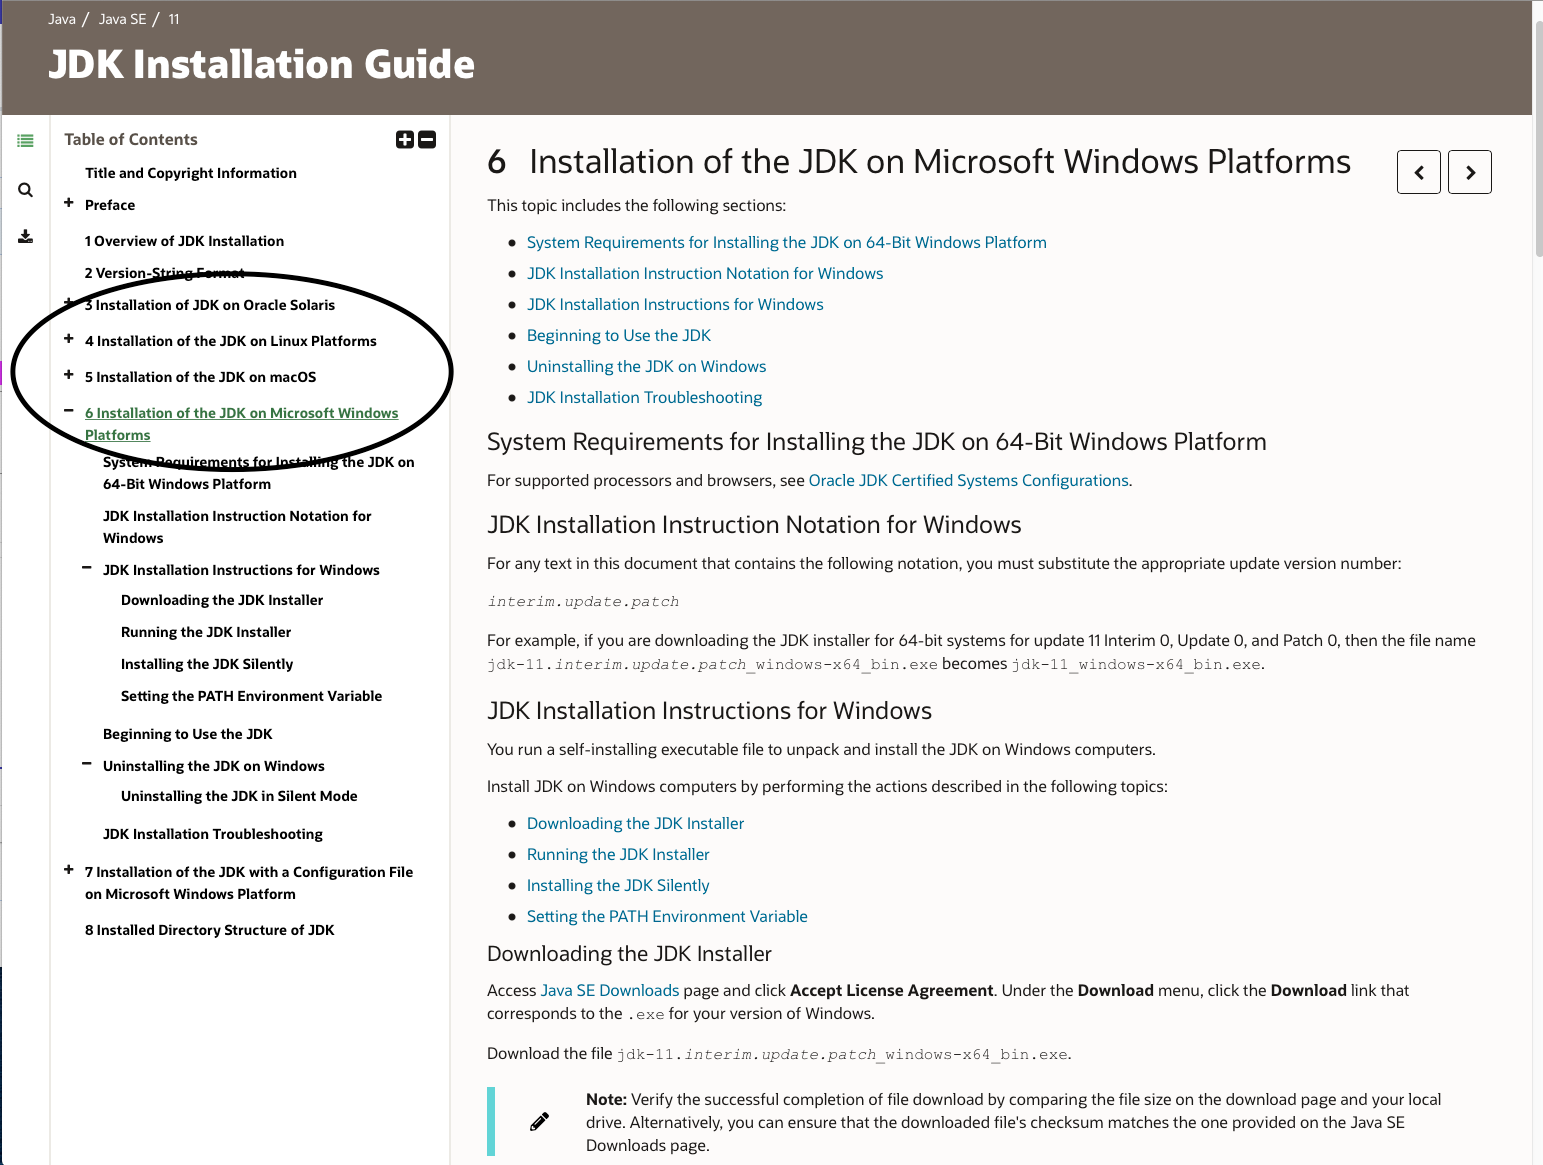 Java / Java SE / 11
JDK Installation Guide
Table of Contents
Title and Copyright Information
Preface
1 Overview of JDK Installation
2 Version-String Format
3 Installation of JDK on Oracle Solaris
4 Installation of the JDK on Linux Platforms
5 Installation of the JDK on macOS
6 Installation of the JDK on Microsoft Windows
Platforms
System Requirements for Installing the JDK on
64-Bit Windows Platform
JDK Installation Instruction Notation for
Windows
JDK Installation Instructions for Windows
Downloading the JDK Installer
Running the JDK Installer
Installing the JDK Silently
Setting the PATH Environment Variable
Beginning to Use the JDK
Uninstalling the JDK on Windows
Uninstalling the JDK in Silent Mode
JDK Installation Troubleshooting
7 Installation of the JDK with a Configuration File
on Microsoft Windows Platform
8 Installed Directory Structure of JDK
6 Installation of the JDK on Microsoft Windows Platforms
This topic includes the following sections:
System Requirements for Installing the JDK on 64-Bit Windows Platform
JDK Installation Instruction Notation for Windows
JDK Installation Instructions for Windows
Beginning to Use the JDK
Uninstalling the JDK on Windows
JDK Installation Troubleshooting
System Requirements for Installing the JDK on 64-Bit Windows Platform
For supported processors and browsers, see Oracle JDK Certified Systems Configurations.
JDK Installation Instruction Notation for Windows
For any text in this document that contains the following notation, you must substitute the appropriate update version number:
interim.update.patch
For example, if you are downloading the JDK installer for 64-bit systems for update 11 Interim 0, Update 0, and Patch 0, then the file name
jdk-11.interim.update.patch_windows-x64_bin.exe becomes jdk-11_windows-x64_bin.exe.
JDK Installation Instructions for Windows
You run a self-installing executable file to unpack and install the JDK on Windows computers.
Install JDK on Windows computers by performing the actions described in the following topics:
Downloading the JDK Installer
Running the JDK Installer
Installing the JDK Silently
Setting the PATH Environment Variable
Downloading the JDK Installer
Access Java SE Downloads page and click Accept License Agreement. Under the Download menu, click the Download link that
corresponds to the .exe for your version of Windows.
Download the file jdk-11.interim.update.patch_windows-x64_bin.exe.
Note: Verify the successful completion of file download by comparing the file size on the download page and your local
drive. Alternatively, you can ensure that the downloaded file's checksum matches the one provided on the Java SE
Downloads page.